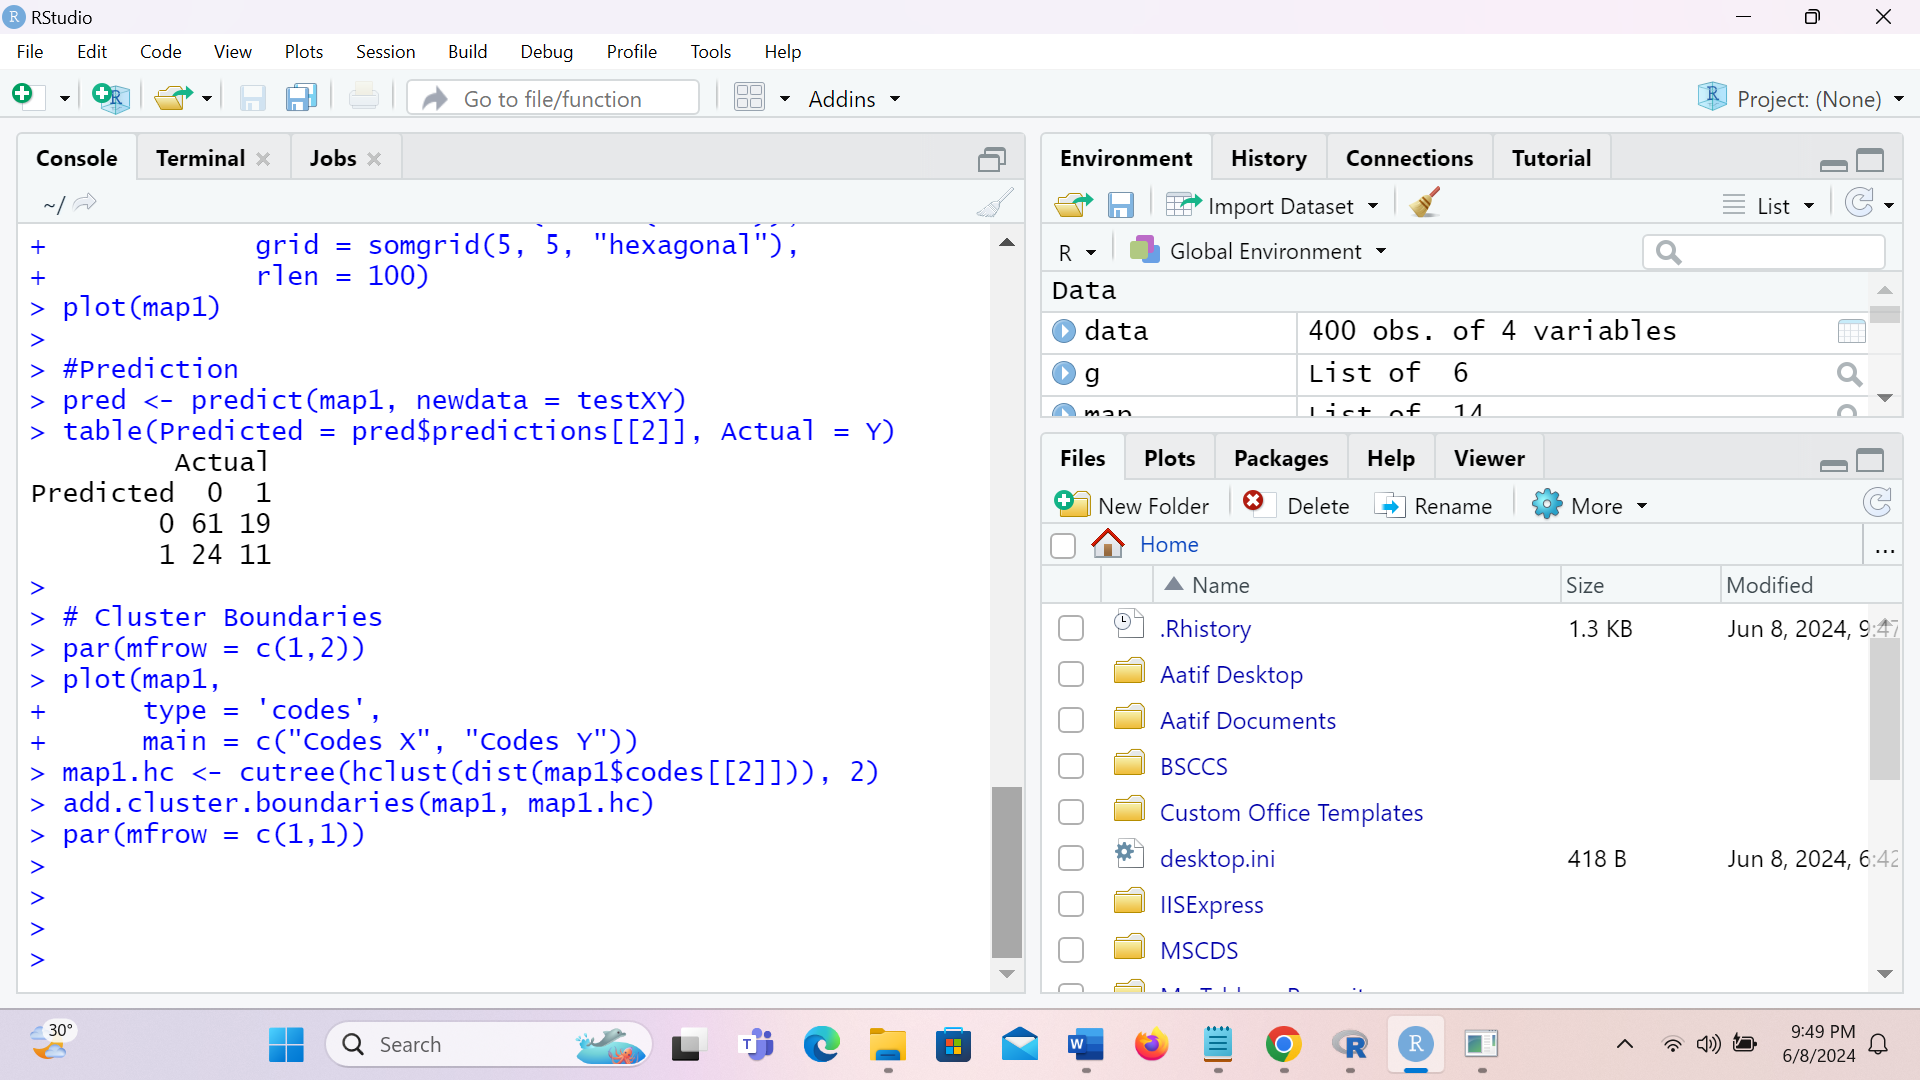 RStudio
File Edit Code View Plots Session Build Debug Profile Tools Help
Go to file/function Addins Project: (None)
Console Terminal Jobs
~/
+              grid = somgrid(5, 5, "hexagonal"),
+              rlen = 100)
> plot(map1)
>
> #Prediction
> pred <- predict(map1, newdata = testXY)
> table(Predicted = pred$predictions[[2]], Actual = Y)
         Actual
Predicted  0  1
        0 61 19
        1 24 11
>
> # Cluster Boundaries
> par(mfrow = c(1,2))
> plot(map1,
+      type = 'codes',
+      main = c("Codes X", "Codes Y"))
> map1.hc <- cutree(hclust(dist(map1$codes[[2]])), 2)
> add.cluster.boundaries(map1, map1.hc)
> par(mfrow = c(1,1))
>
>
>
>
Environment History Connections Tutorial
Import Dataset List
R Global Environment
Data
data 400 obs. of 4 variables
g List of 6
map List of 14
Files Plots Packages Help Viewer
New Folder Delete Rename More
Home ...
Name Size Modified
.Rhistory 1.3 KB Jun 8, 2024, 9:47
Aatif Desktop
Aatif Documents
BSCCS
Custom Office Templates
desktop.ini 418 B Jun 8, 2024, 6:42
IISExpress
MSCDS
30°
Search
9:49 PM
6/8/2024